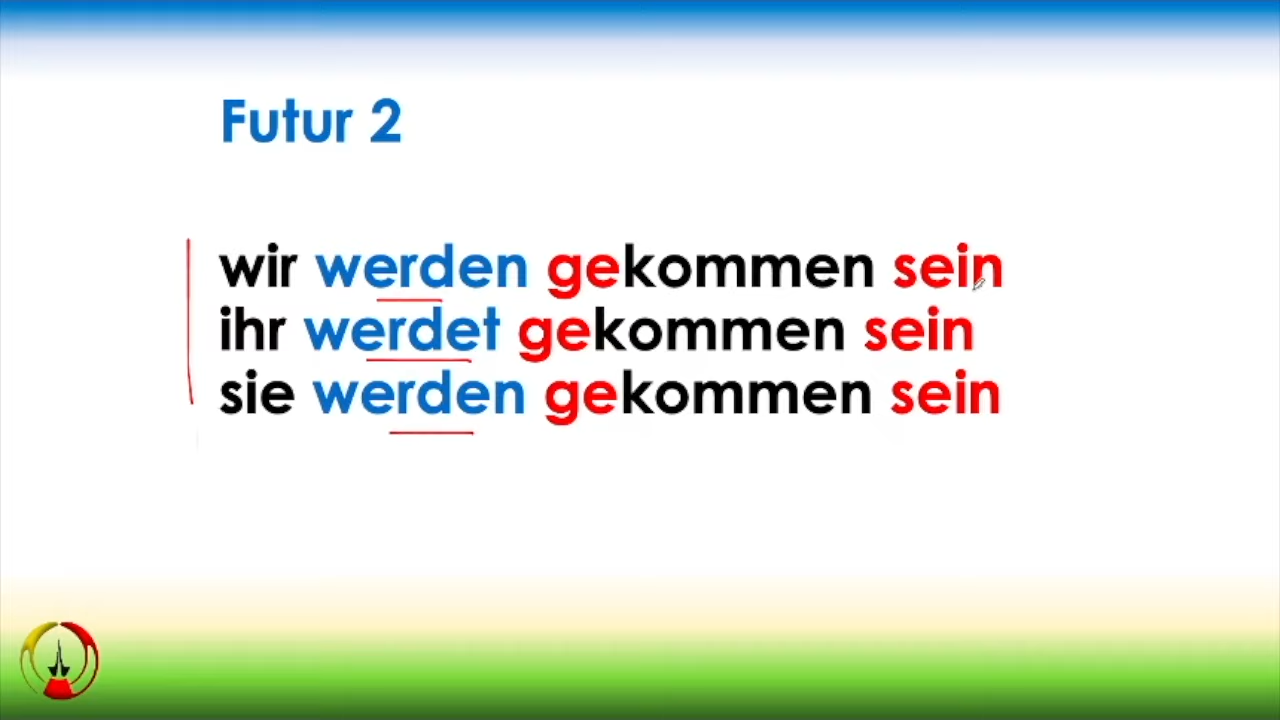 Futur 2
wir werden gekommen sein
ihr werdet gekommen sein
sie werden gekommen sein